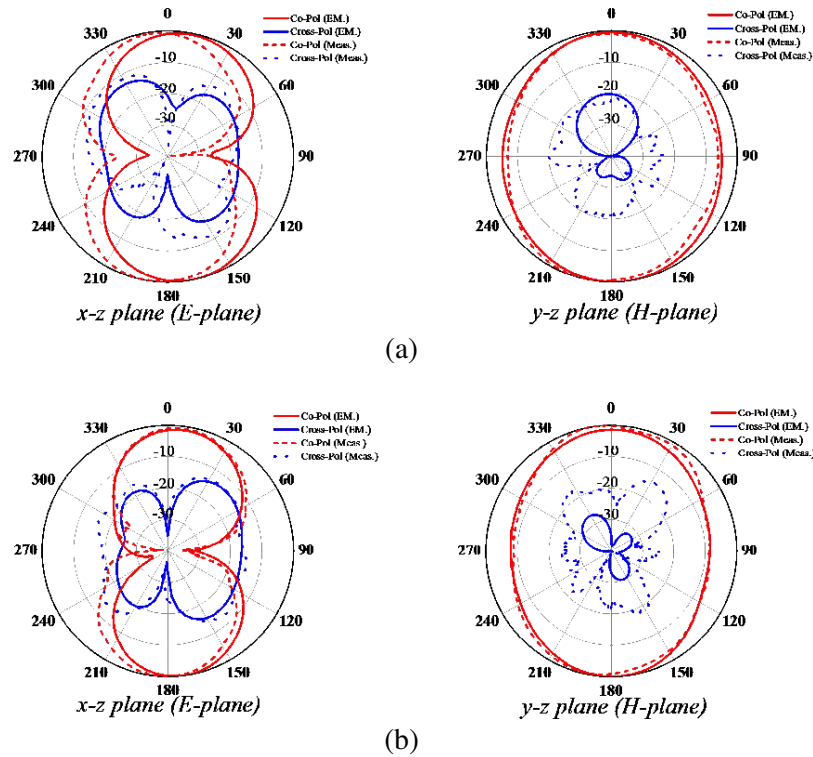 0
330
30
300
60
270
90
240
120
210
150
180
-10
-20
-30
Co-Pol (EM.)
Cross-Pol (EM.)
Co-Pol (Meas.)
Cross-Pol (Meas.)
x-z plane (E-plane)
0
330
30
300
60
270
90
240
120
210
150
180
-10
-20
-30
Co-Pol (EM.)
Cross-Pol (EM.)
Co-Pol (Meas.)
Cross-Pol (Meas.)
y-z plane (H-plane)
(a)
0
330
30
300
60
270
90
240
120
210
150
180
-10
-20
-30
Co-Pol (EM.)
Cross-Pol (EM.)
Co-Pol (Meas.)
Cross-Pol (Meas.)
x-z plane (E-plane)
0
330
30
300
60
270
90
240
120
210
150
180
-10
-20
-30
Co-Pol (EM.)
Cross-Pol (EM.)
Co-Pol (Meas.)
Cross-Pol (Meas.)
y-z plane (H-plane)
(b)